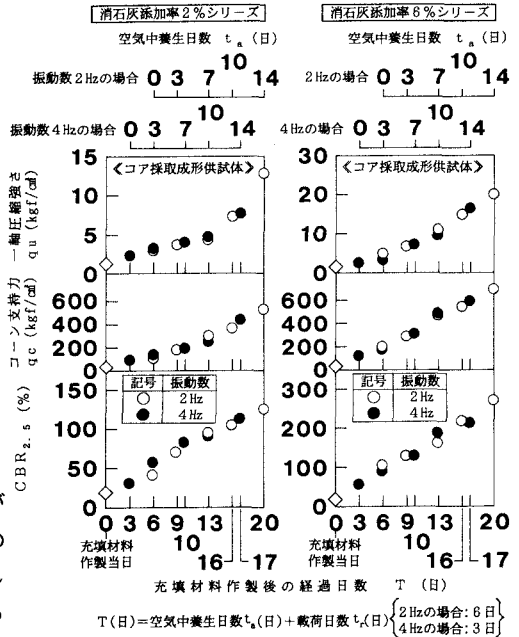 消石灰添加率2%シリーズ
消石灰添加率6%シリーズ
空気中養生日数 ta (日)
空気中養生日数 ta (日)
10
10
振動数2Hzの場合 0 3 7 14
2Hzの場合 0 3 7 14
10
10
振動数4Hzの場合 0 3 7 14
4Hzの場合 0 3 7 14
一軸圧縮強さ
qu (kgf/c㎡)
15
10
5
0
《コア採取成形供試体》
30
20
10
0
《コア採取成形供試体》
コーン支持力
qc (kgf/c㎡)
600
400
200
0
600
400
200
0
CBR2.5 (%)
150
100
50
0
記号 振動数
○ 2Hz
● 4Hz
300
200
100
0
記号 振動数
○ 2Hz
● 4Hz
0 3 6 9 13 20
0 3 6 9 13 20
充填材料
作製当日
10
16 17
充填材料
作製当日
10
16 17
充填材料作製後の経過日数 T (日)
T(日)=空気中養生日数ta(日)+載荷日数tr(日){2Hzの場合:6日
4Hzの場合:3日}